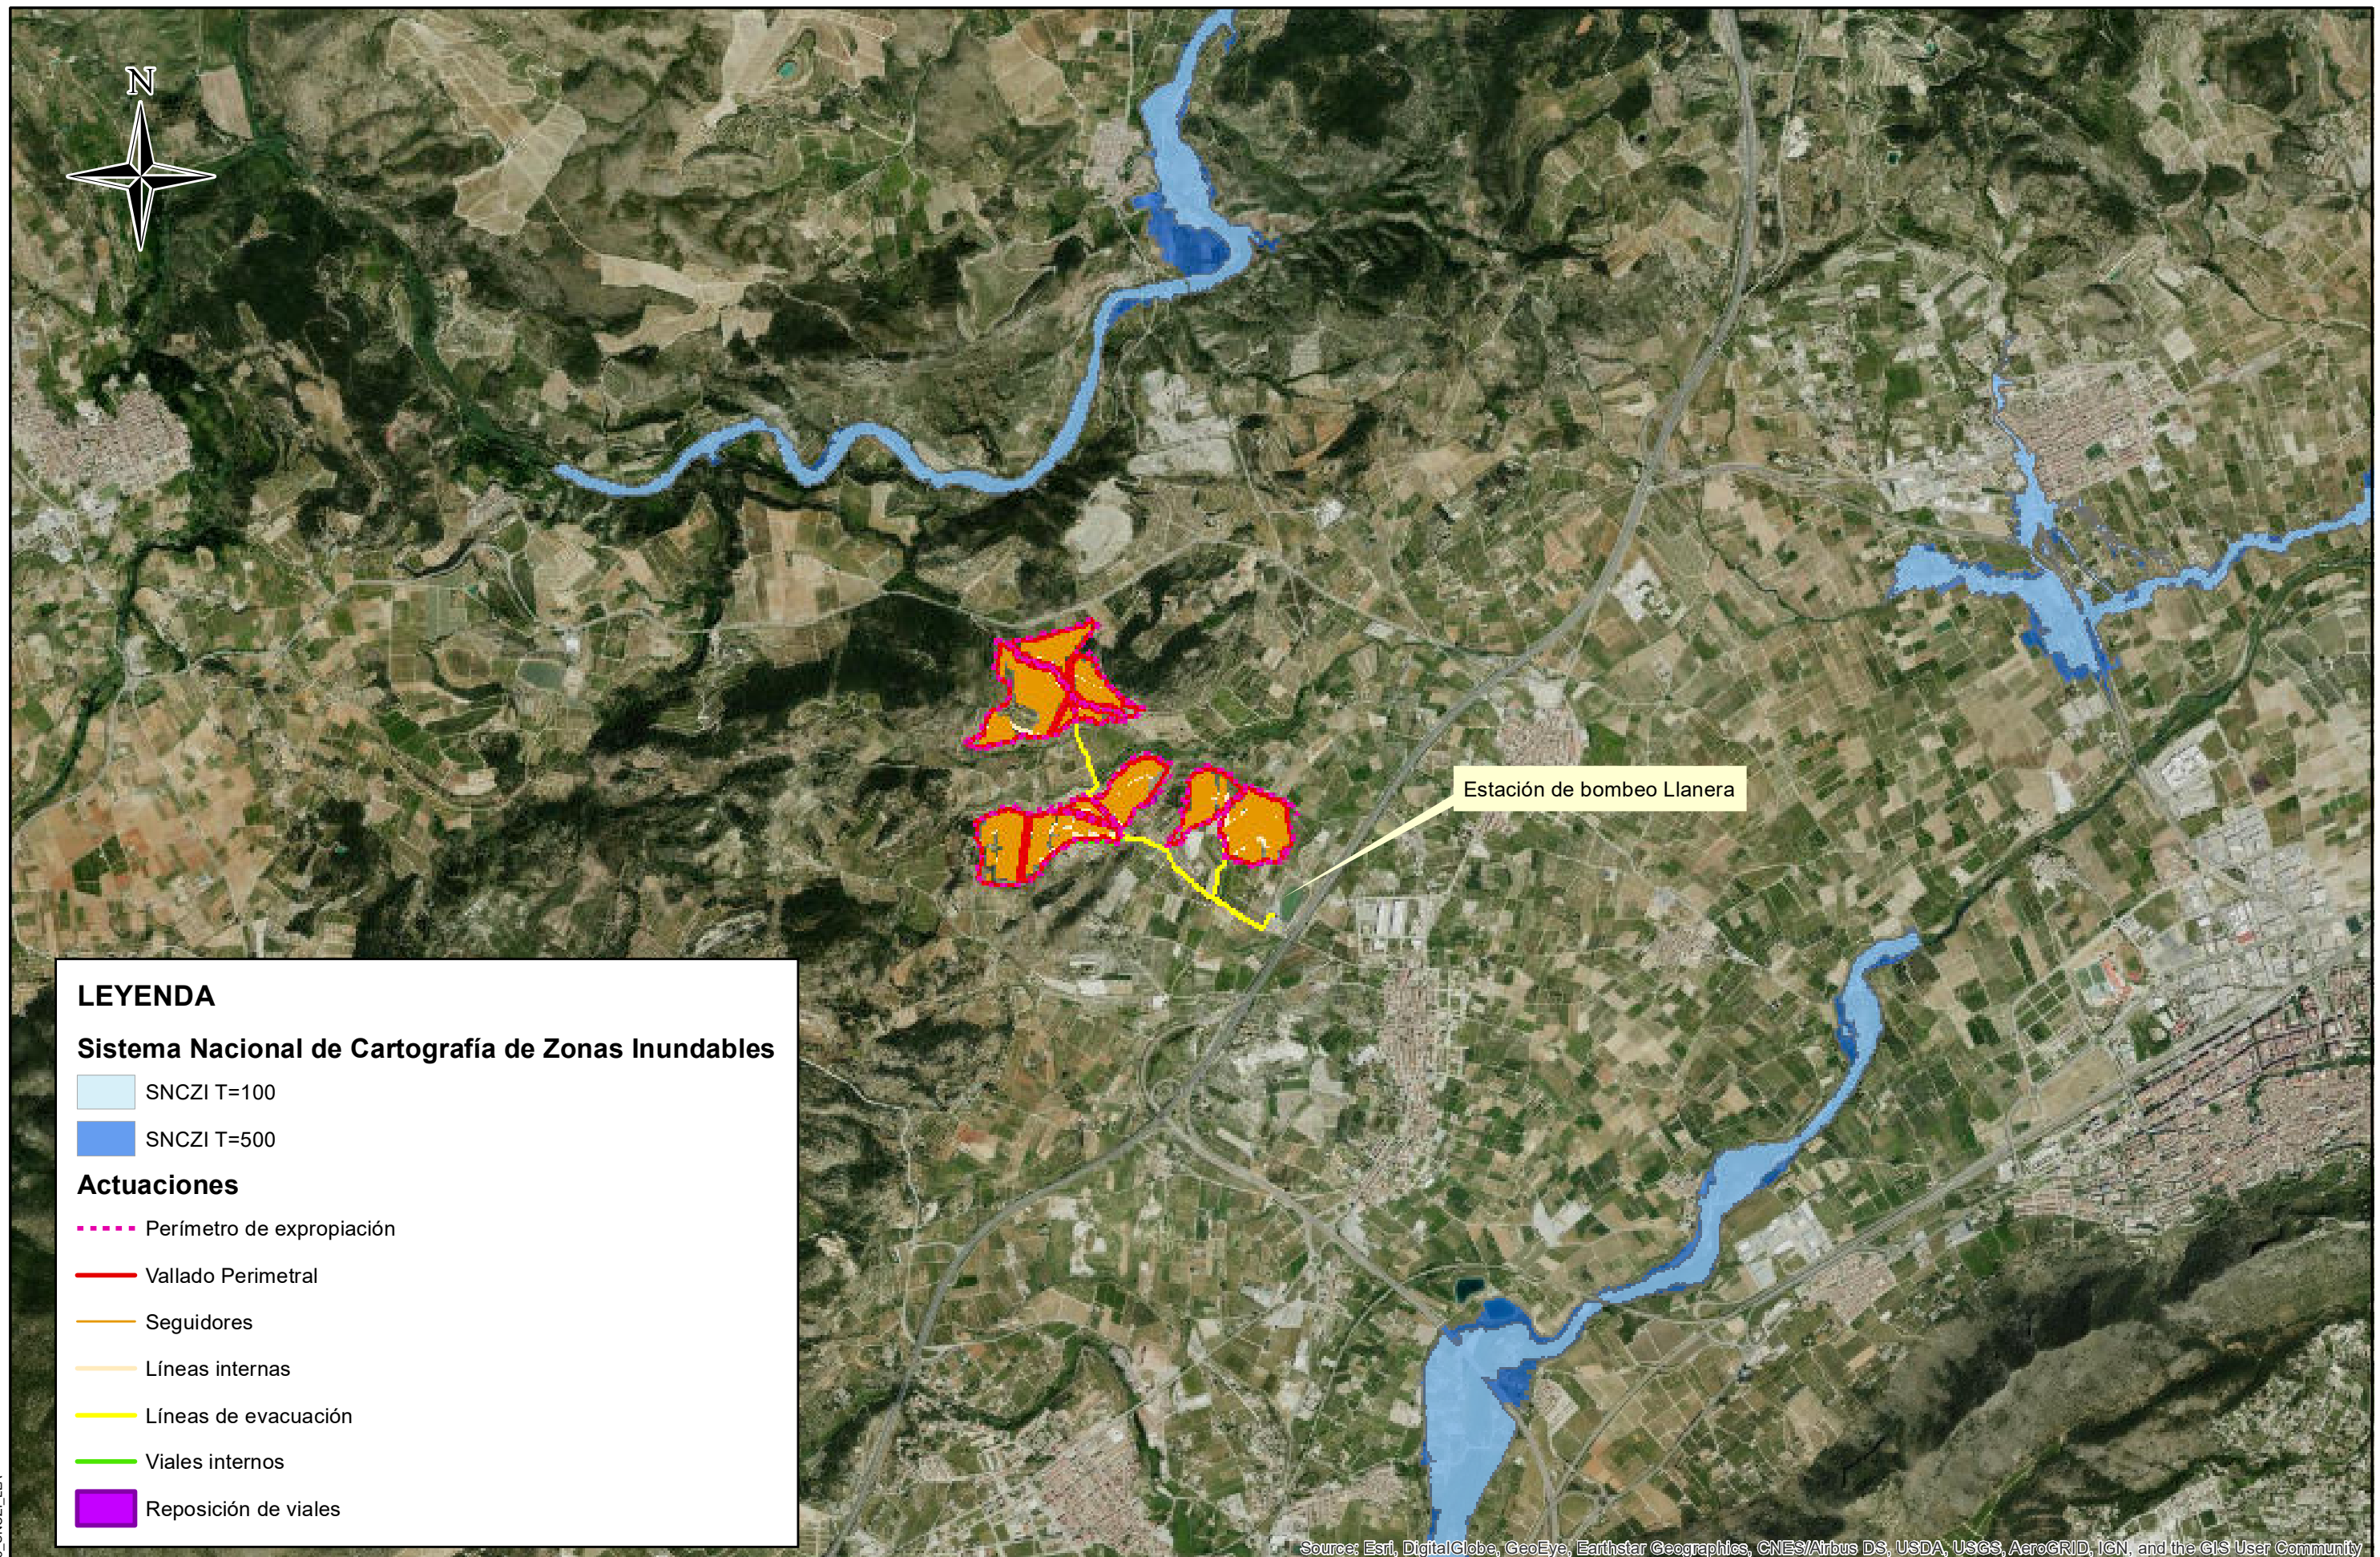 N
Estación de bombeo Llanera
LEYENDA
Sistema Nacional de Cartografía de Zonas Inundables
SNCZI T=100
SNCZI T=500
Actuaciones
Perímetro de expropiación
Vallado Perimetral
Seguidores
Líneas internas
Líneas de evacuación
Viales internos
Reposición de viales
Source: Esri, DigitalGlobe, GeoEye, Earthstar Geographics, CNES/Airbus DS, USDA, USGS, AeroGRID, IGN, and the GIS User Community